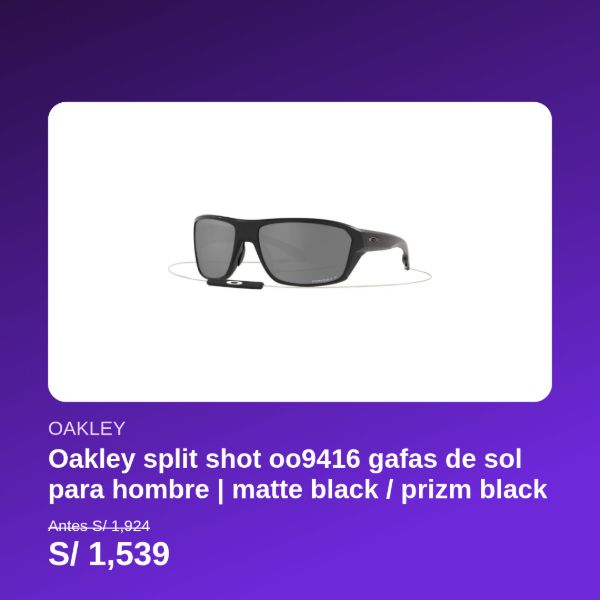 OAKLEY
Oakley split shot oo9416 gafas de sol
para hombre | matte black / prizm black
Antes S/ 1,924
S/ 1,539